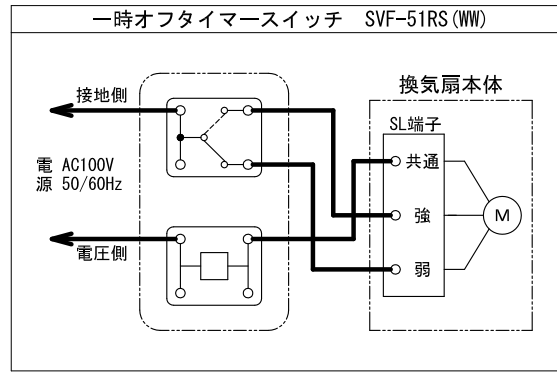 一時オフタイマースイッチ SVF-51RS(WW)
接地側
換気扇本体
SL端子
電源 AC100V
50/60Hz
共通
強
M
弱
電圧側